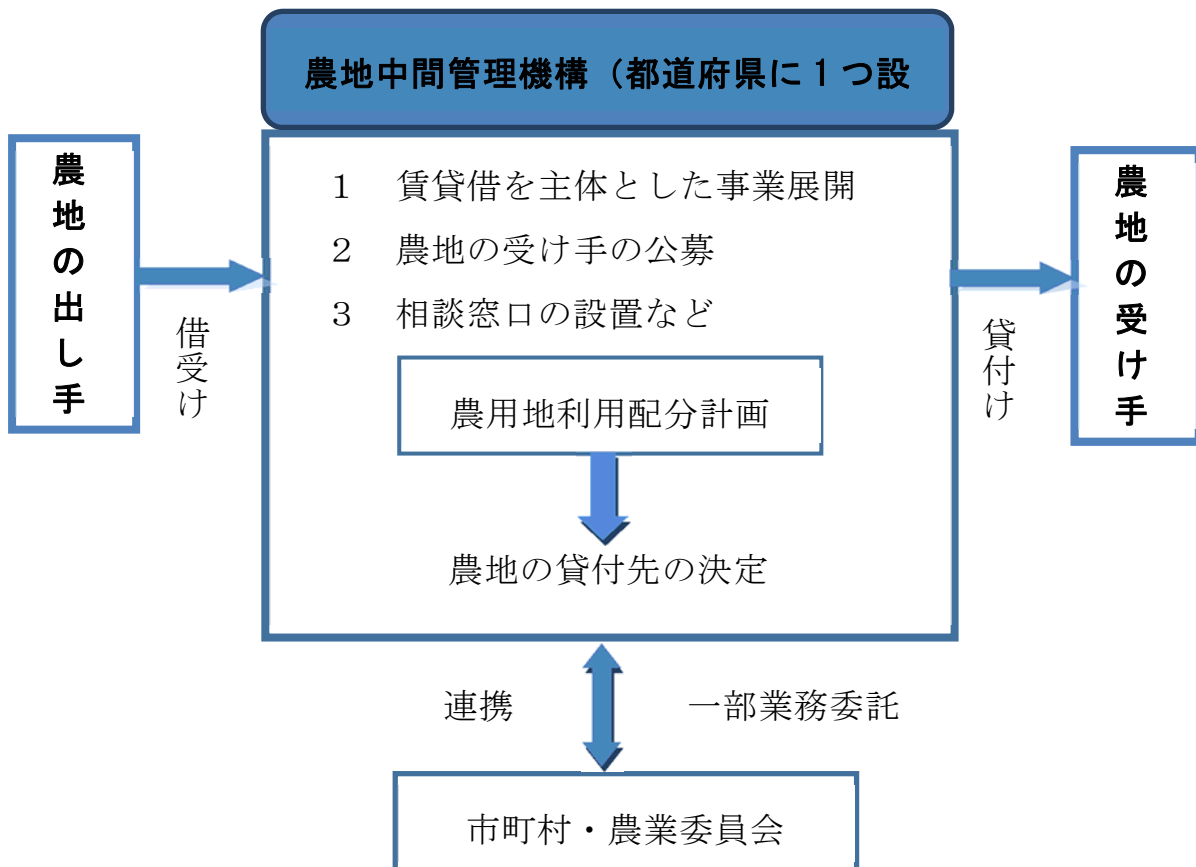 農地中間管理機構（都道府県に１つ設
農地の出し手
借受け
１　賃貸借を主体とした事業展開
２　農地の受け手の公募
３　相談窓口の設置など
農用地利用配分計画
農地の貸付先の決定
貸付け
農地の受け手
連携　一部業務委託
市町村・農業委員会